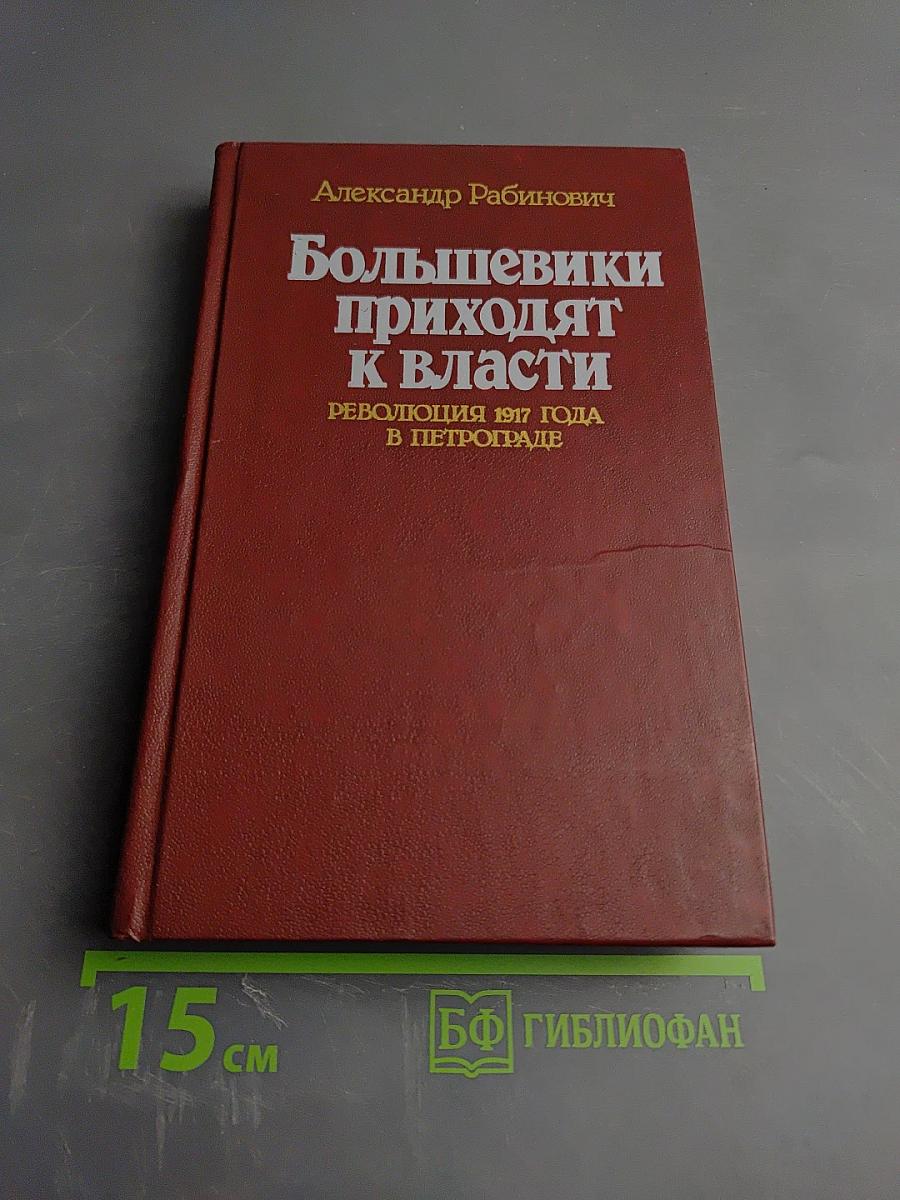 Александр Рабинович
Большевики
приходят
к власти
РЕВОЛЮЦИЯ 1917 ГОДА
В ПЕТРОГРАДЕ
15 см
БФ ГИБЛИОФАН